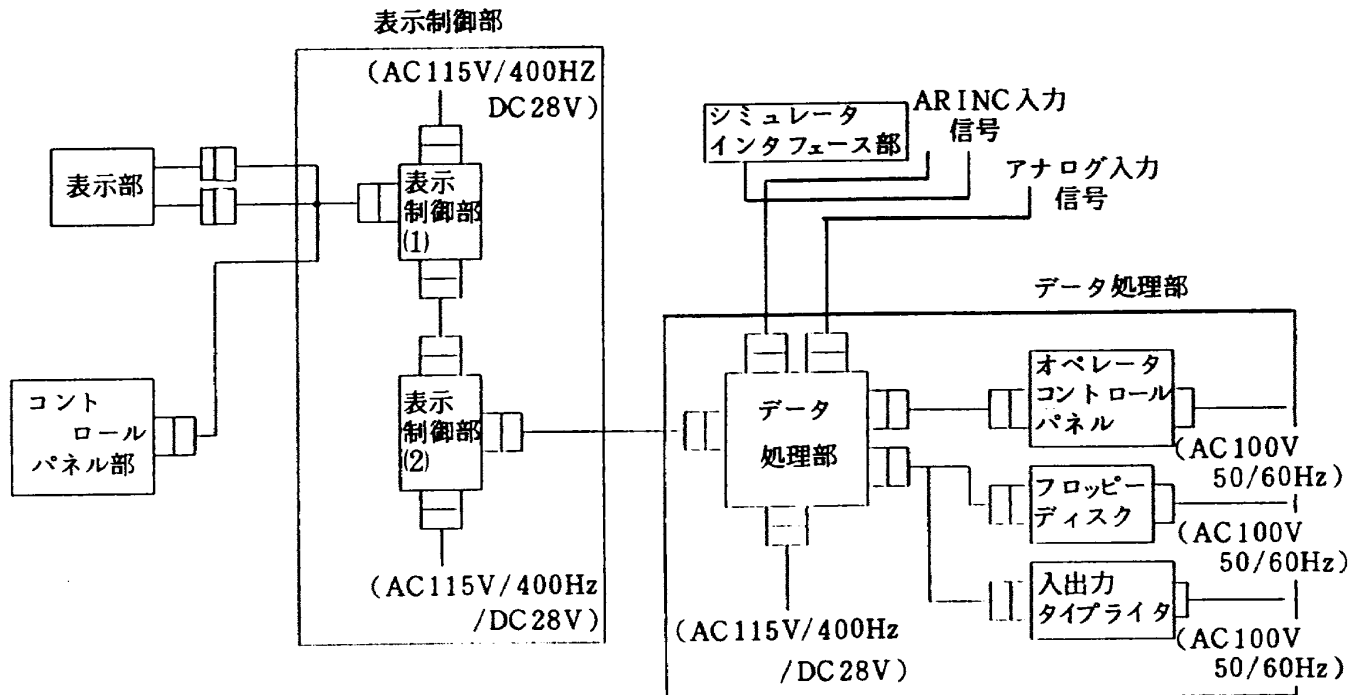 表示制御部
(AC115V/400HZ
DC28V)
表示部
表示
制御部
(1)
コント
ロール
パネル部
表示
制御部
(2)
(AC115V/400Hz
/DC28V)
シミュレータ
インタフェース部
ARINC入力
信号
アナログ入力
信号
データ処理部
データ
処理部
(AC115V/400Hz
/DC28V)
オペレータ
コントロール
パネル
(AC100V
50/60Hz)
フロッピー
ディスク
(AC100V
50/60Hz)
入出力
タイプライタ
(AC100V
50/60Hz)